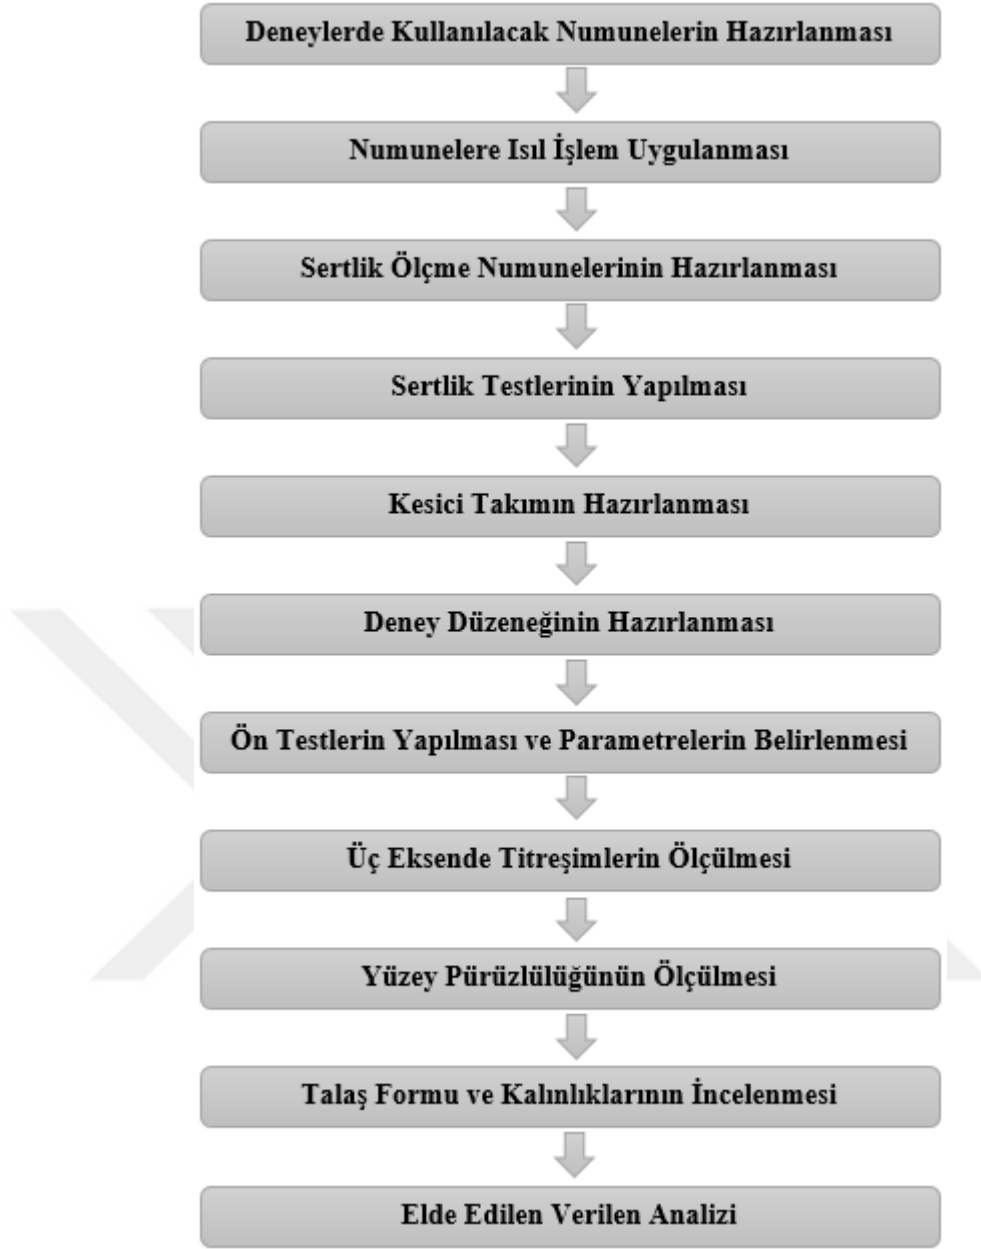 Deneylerde Kullanılacak Numunelerin Hazırlanması
Numunelere Isıl İşlem Uygulanması
Sertlik Ölçme Numunelerinin Hazırlanması
Sertlik Testlerinin Yapılması
Kesici Takımın Hazırlanması
Deney Düzeneğinin Hazırlanması
Ön Testlerin Yapılması ve Parametrelerin Belirlenmesi
Üç Eksende Titreşimlerin Ölçülmesi
Yüzey Pürüzlülüğünün Ölçülmesi
Talaş Formu ve Kalınlıklarının İncelenmesi
Elde Edilen Verilen Analizi